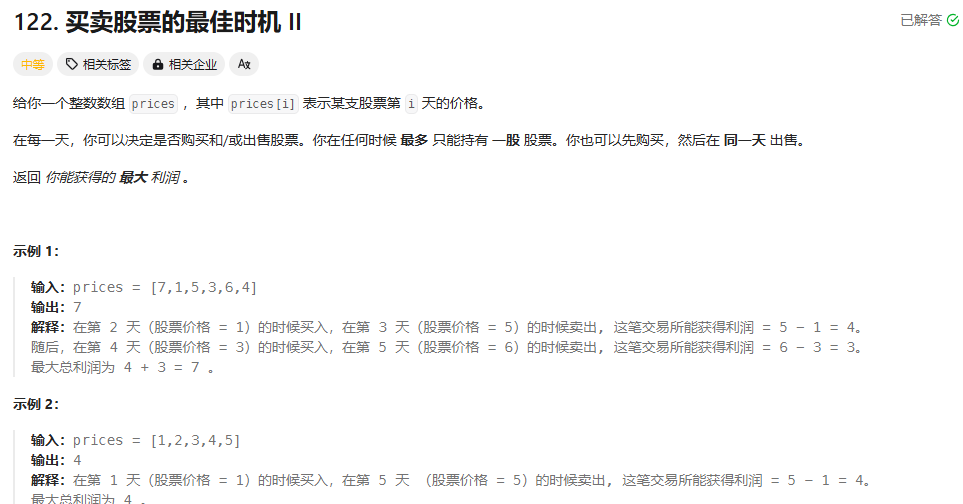 122. 买卖股票的最佳时机 II
已解答
中等 相关标签 相关企业 Aあ
给你一个整数数组 prices ，其中 prices[i] 表示某支股票第 i 天的价格。
在每一天，你可以决定是否购买和/或出售股票。你在任何时候 最多 只能持有 一股 股票。你也可以先购买，然后在 同一天 出售。
返回 你能获得的 最大 利润 。
示例 1：
输入：prices = [7,1,5,3,6,4]
输出：7
解释：在第 2 天（股票价格 = 1）的时候买入，在第 3 天（股票价格 = 5）的时候卖出, 这笔交易所能获得利润 = 5 - 1 = 4。
随后，在第 4 天（股票价格 = 3）的时候买入，在第 5 天（股票价格 = 6）的时候卖出, 这笔交易所能获得利润 = 6 - 3 = 3。
最大总利润为 4 + 3 = 7 。
示例 2：
输入：prices = [1,2,3,4,5]
输出：4
解释：在第 1 天（股票价格 = 1）的时候买入，在第 5 天 （股票价格 = 5）的时候卖出, 这笔交易所能获得利润 = 5 - 1 = 4。
最大总利润为 4 。